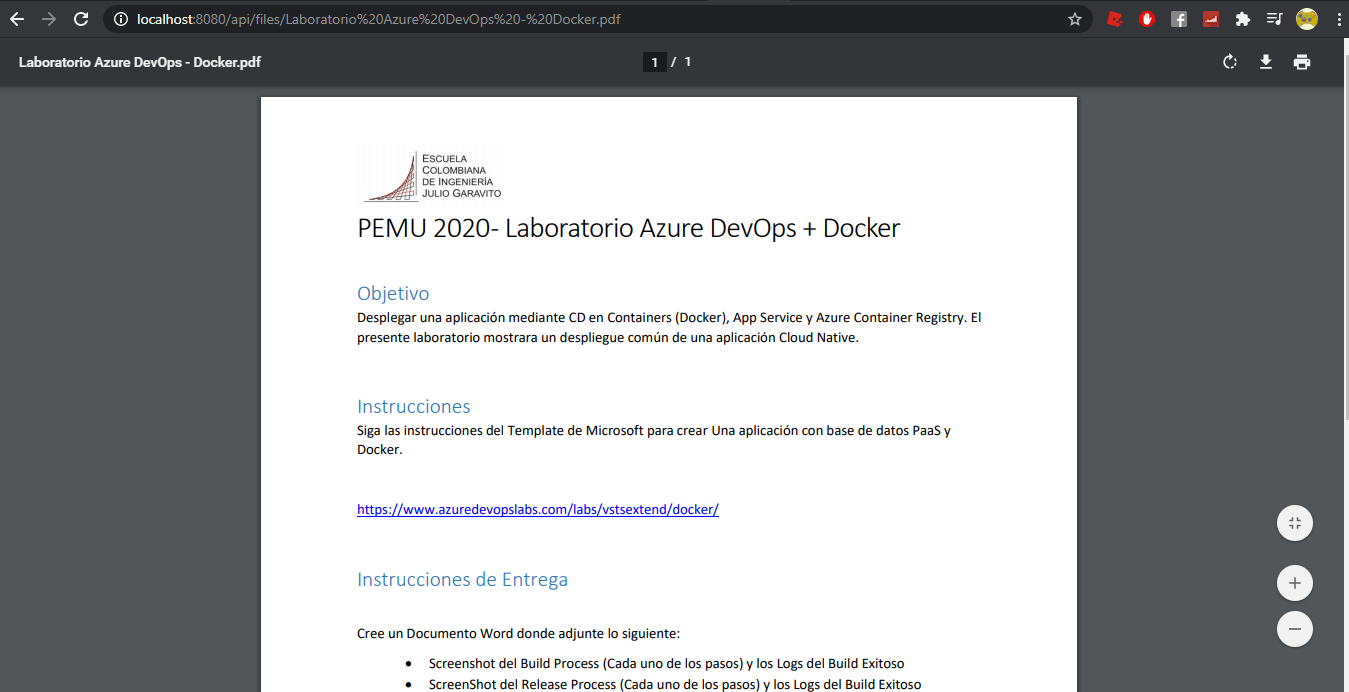 localhost:8080/api/files/Laboratorio%20Azure%20DevOps%20-%20Docker.pdf
Laboratorio Azure DevOps - Docker.pdf
1 / 1
ESCUELA
COLOMBIANA
DE INGENIERÍA
JULIO GARAVITO
PEMU 2020- Laboratorio Azure DevOps + Docker
Objetivo
Desplegar una aplicación mediante CD en Containers (Docker), App Service y Azure Container Registry. El
presente laboratorio mostrara un despliegue común de una aplicación Cloud Native.
Instrucciones
Siga las instrucciones del Template de Microsoft para crear Una aplicación con base de datos PaaS y
Docker.
https://www.azuredevopslabs.com/labs/vstsextend/docker/
Instrucciones de Entrega
Cree un Documento Word donde adjunte lo siguiente:
• Screenshot del Build Process (Cada uno de los pasos) y los Logs del Build Exitoso
• ScreenShot del Release Process (Cada uno de los pasos) y los Logs del Build Exitoso